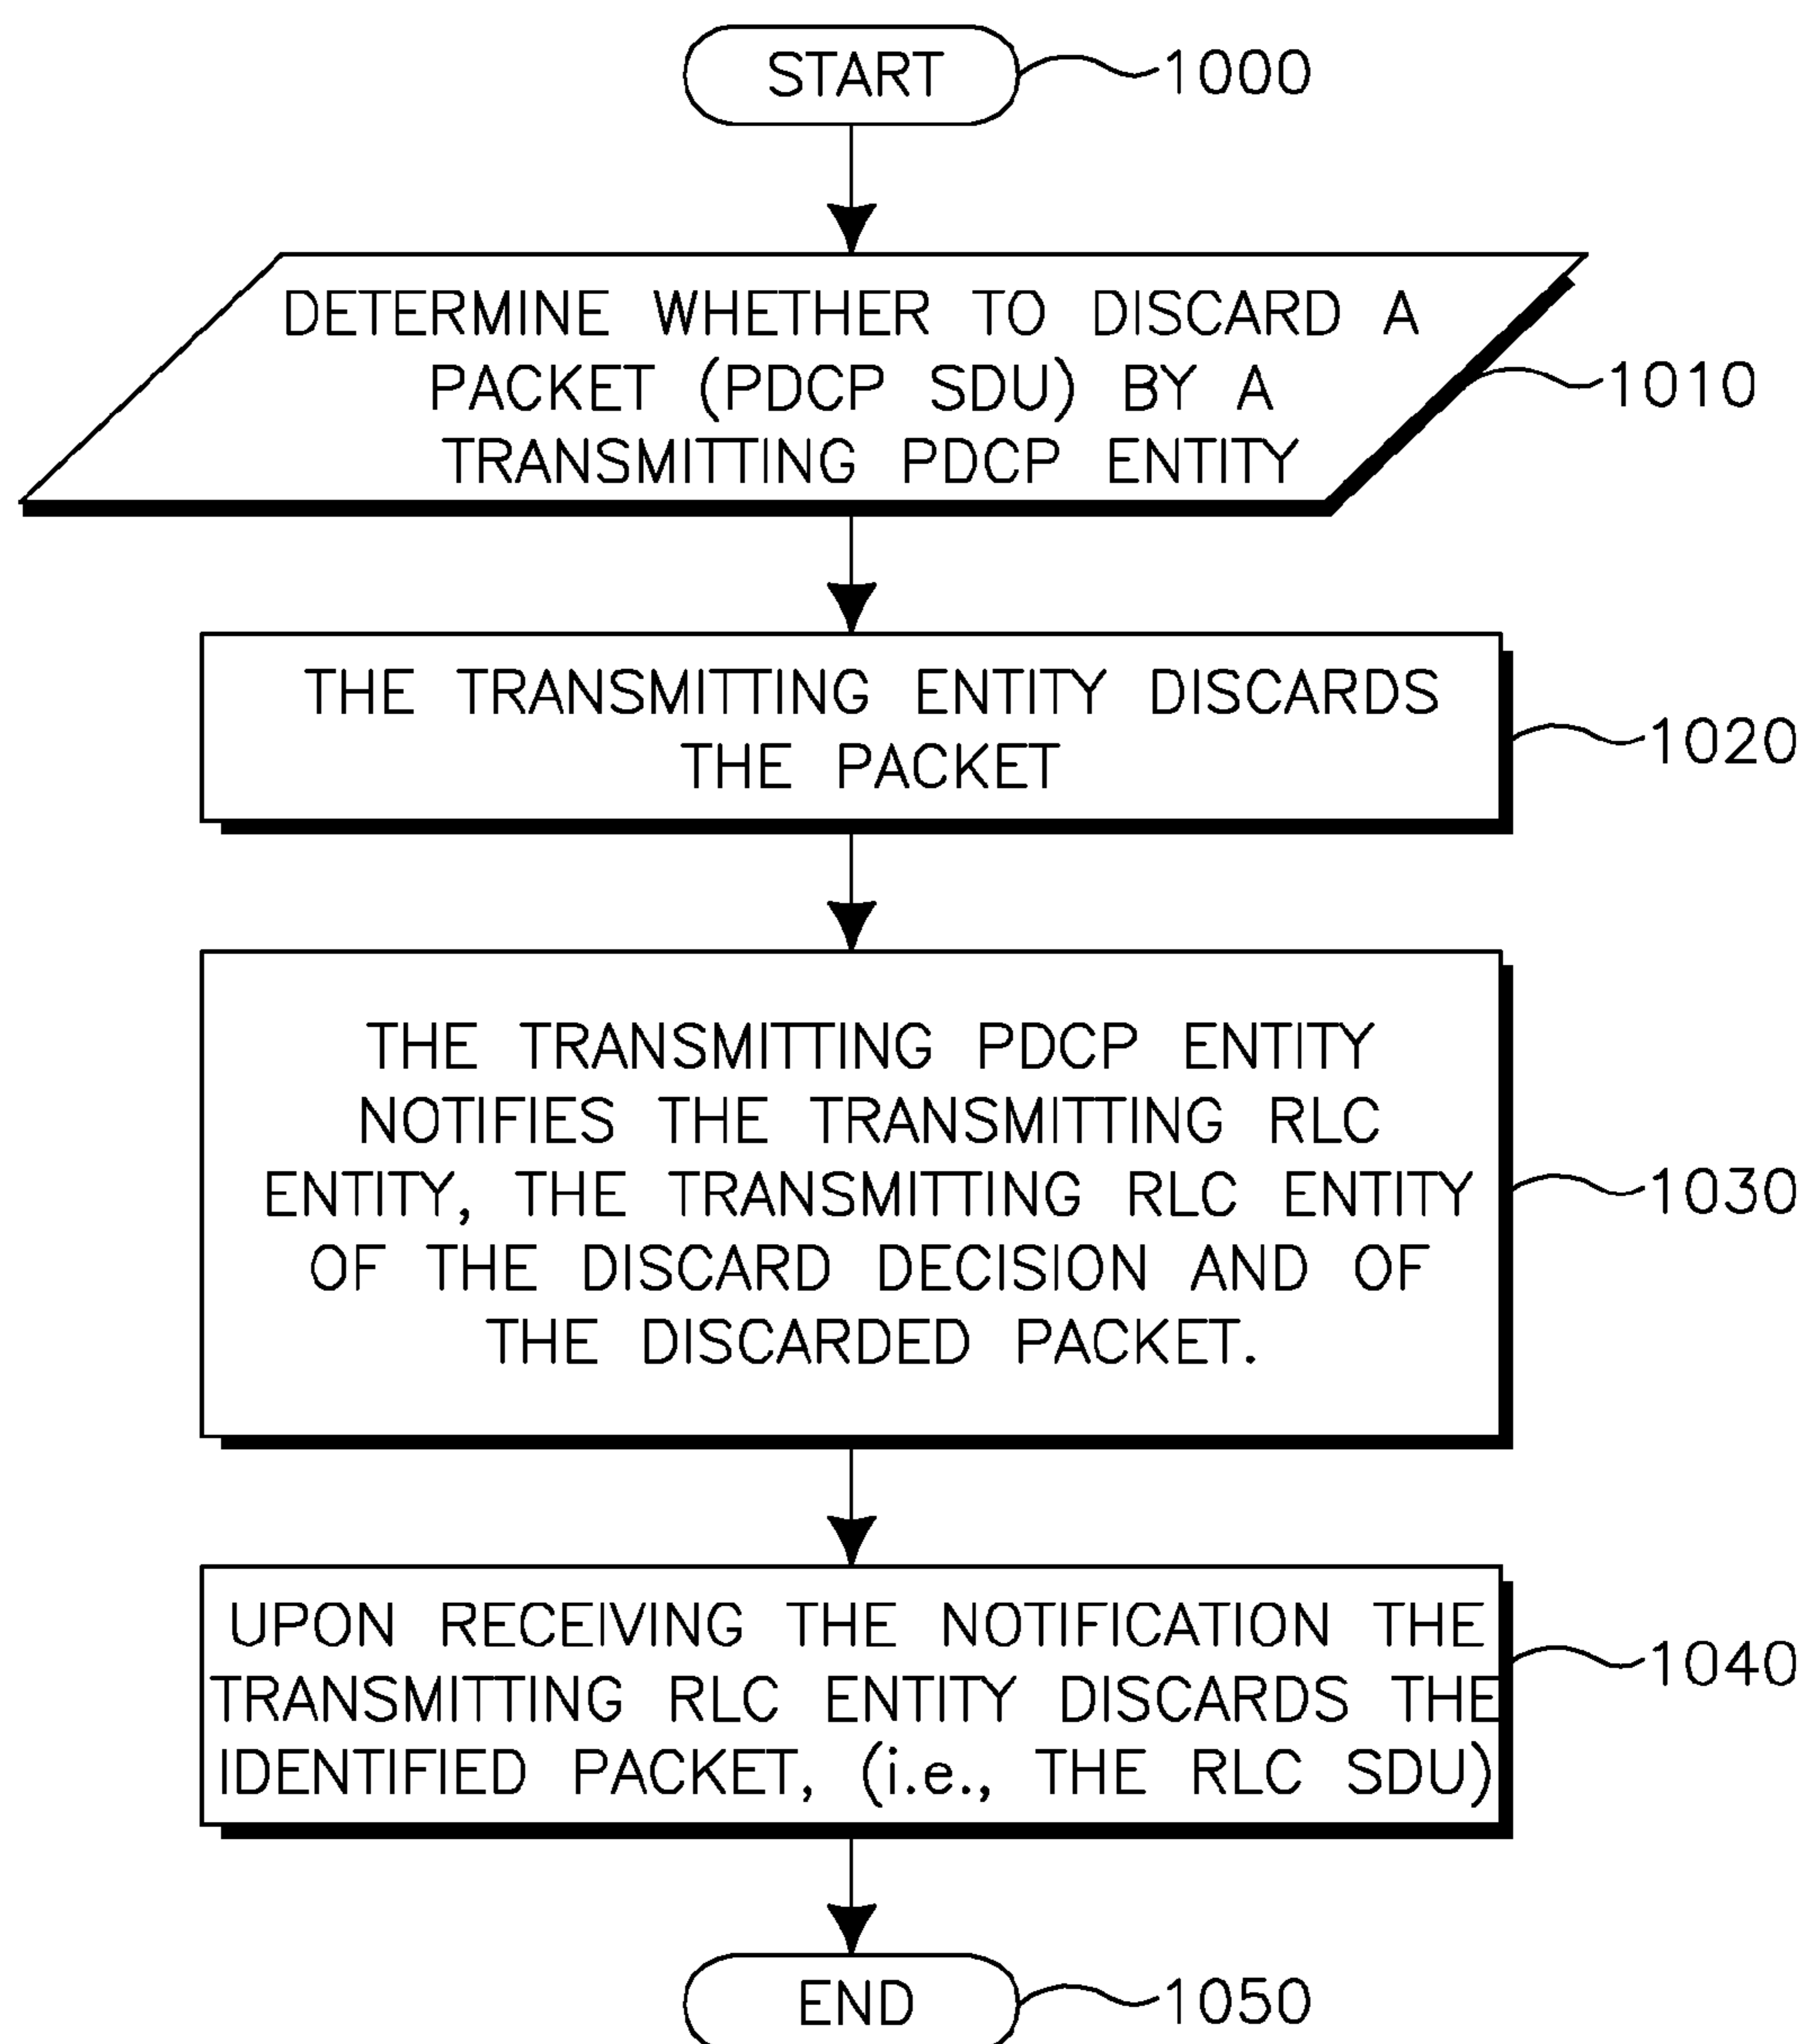 START
1000
DETERMINE WHETHER TO DISCARD A
PACKET (PDCP SDU) BY A
TRANSMITTING PDCP ENTITY
1010
THE TRANSMITTING ENTITY DISCARDS
THE PACKET
1020
THE TRANSMITTING PDCP ENTITY
NOTIFIES THE TRANSMITTING RLC
ENTITY, THE TRANSMITTING RLC ENTITY
OF THE DISCARD DECISION AND OF
THE DISCARDED PACKET.
1030
UPON RECEIVING THE NOTIFICATION THE
TRANSMITTING RLC ENTITY DISCARDS THE
IDENTIFIED PACKET, (i.e., THE RLC SDU)
1040
END
1050